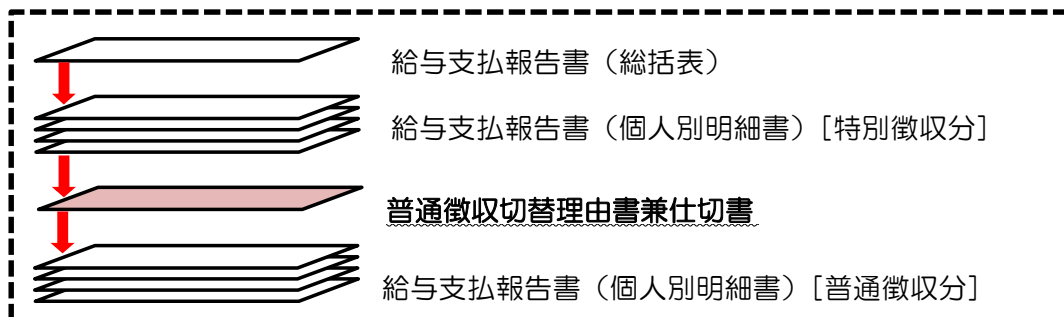 給与支払報告書（総括表）
給与支払報告書（個人別明細書）[特別徴収分]
普通徴収切替理由書兼仕切書
給与支払報告書（個人別明細書）[普通徴収分]